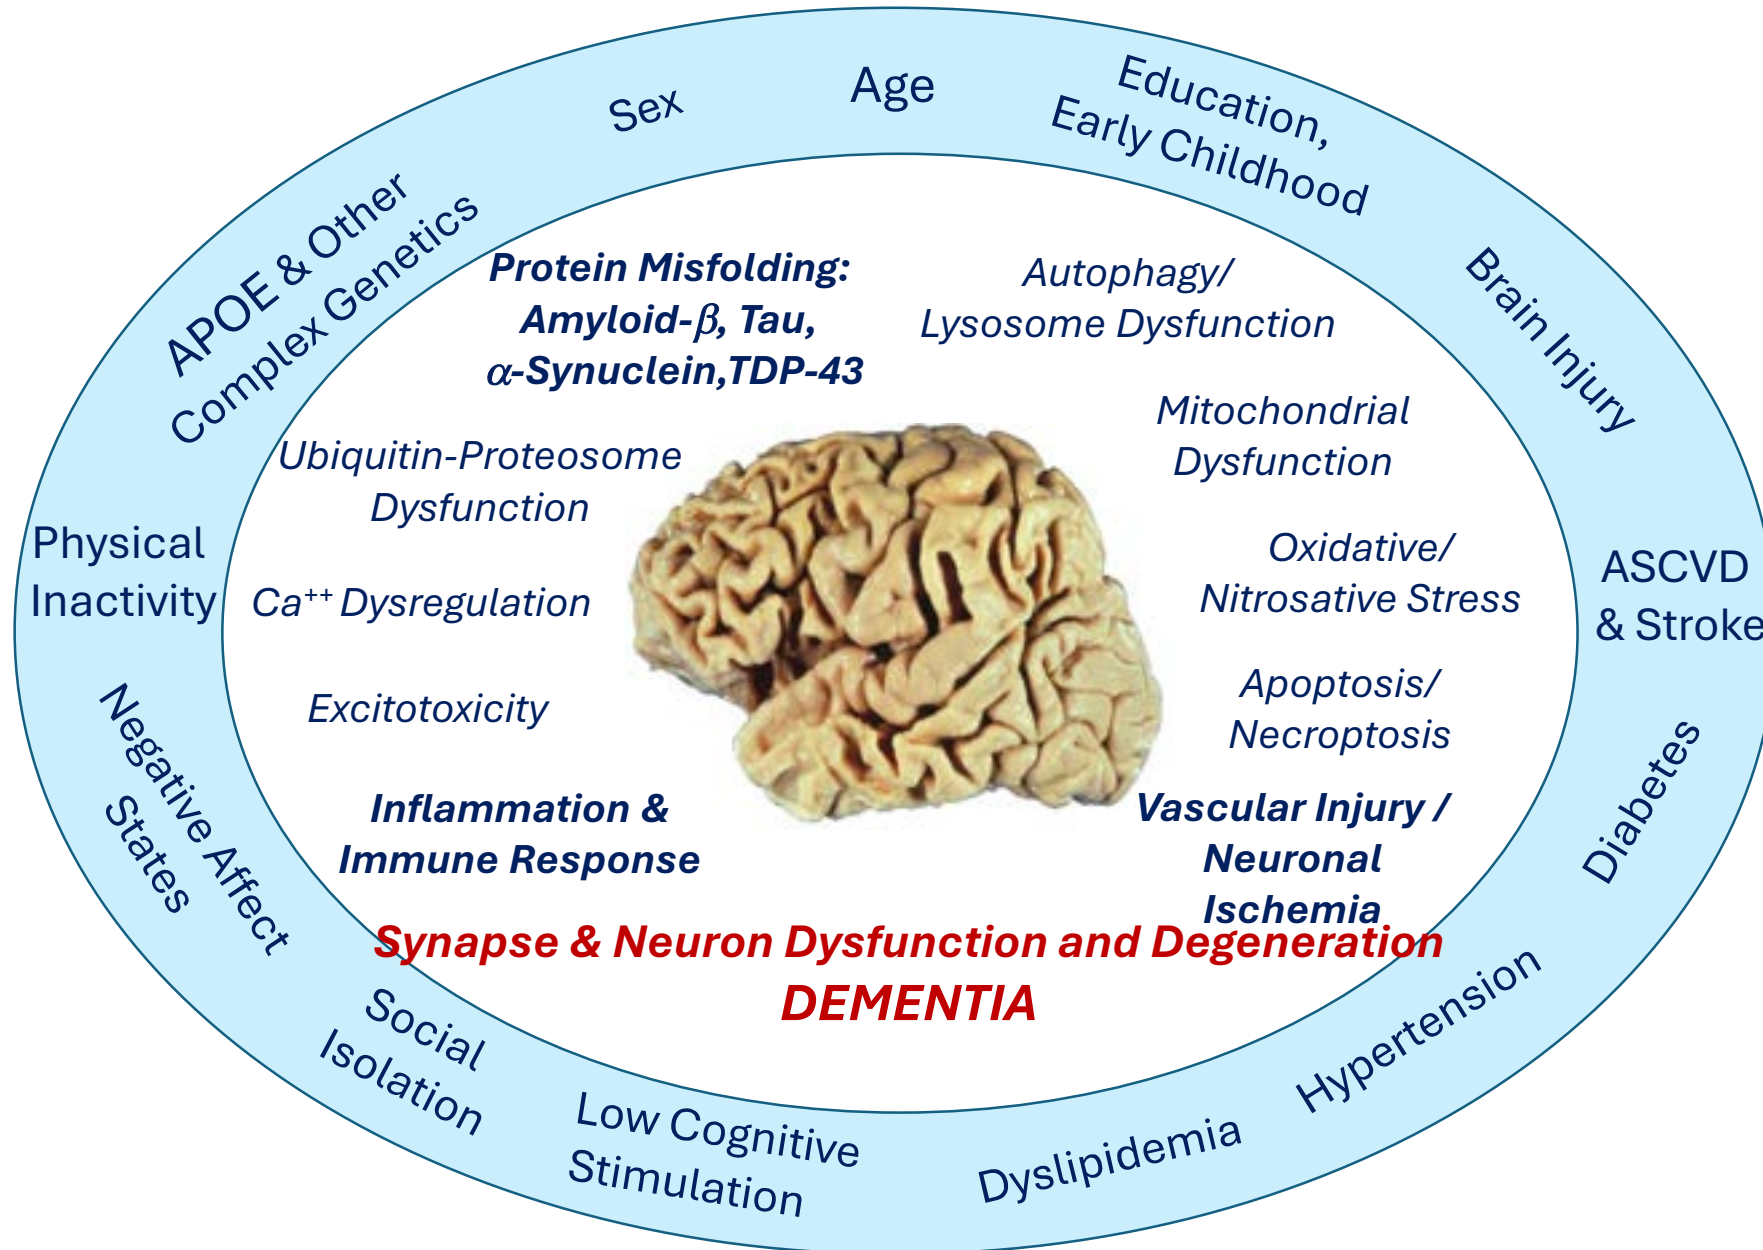 Sex
Age
Education,
Early Childhood
APOE & Other
Complex Genetics
Brain Injury
Protein Misfolding:
Amyloid-β, Tau,
α-Synuclein,TDP-43
Autophagy/
Lysosome Dysfunction
Ubiquitin-Proteosome
Dysfunction
Mitochondrial
Dysfunction
Physical
Inactivity
Ca⁺⁺ Dysregulation
Oxidative/
Nitrosative Stress
ASCVD
& Stroke
Excitotoxicity
Apoptosis/
Necroptosis
Negative Affect
States
Inflammation &
Immune Response
Vascular Injury /
Neuronal
Ischemia
Diabetes
Synapse & Neuron Dysfunction and Degeneration
DEMENTIA
Social
Isolation
Low Cognitive
Stimulation
Dyslipidemia
Hypertension